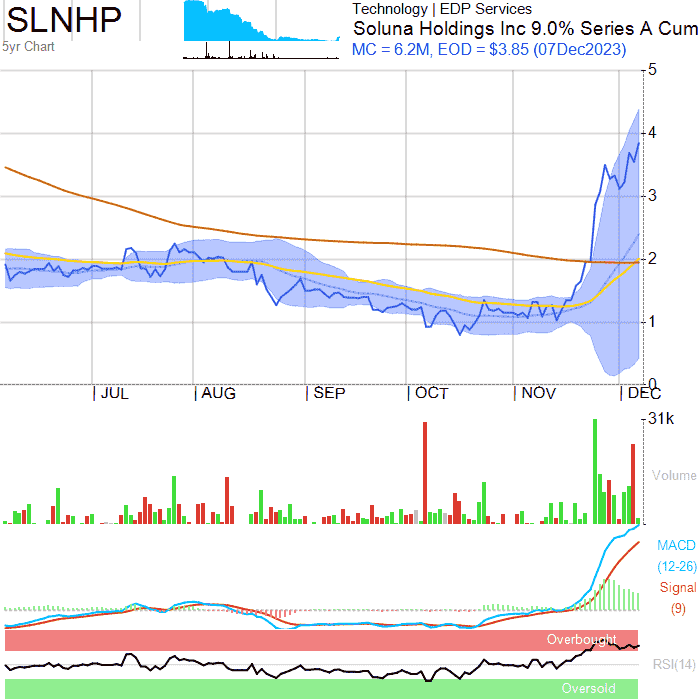 SLNHP
5yr Chart
Technology | EDP Services
Soluna Holdings Inc 9.0% Series A Cum
MC = 6.2M, EOD = $3.85 (07Dec2023)
5
4
3
2
1
0
JUL
AUG
SEP
OCT
NOV
DEC
31k
Volume
MACD
(12-26)
Signal
(9)
Overbought
RSI(14)
Oversold